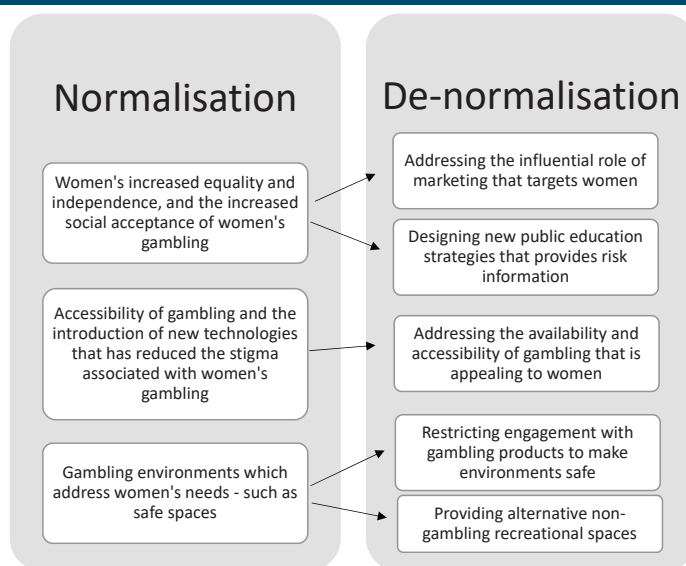 Normalisation
Women's increased equality and
independence, and the increased
social acceptance of women's
gambling
Accessibility of gambling and the
introduction of new technologies
that has reduced the stigma
associated with women's
gambling
Gambling environments which
address women's needs - such as
safe spaces
De-normalisation
Addressing the influential role of
marketing that targets women
Designing new public education
strategies that provides risk
information
Addressing the availability and
accessibility of gambling that is
appealing to women
Restricting engagement with
gambling products to make
environments safe
Providing alternative non-
gambling recreational spaces